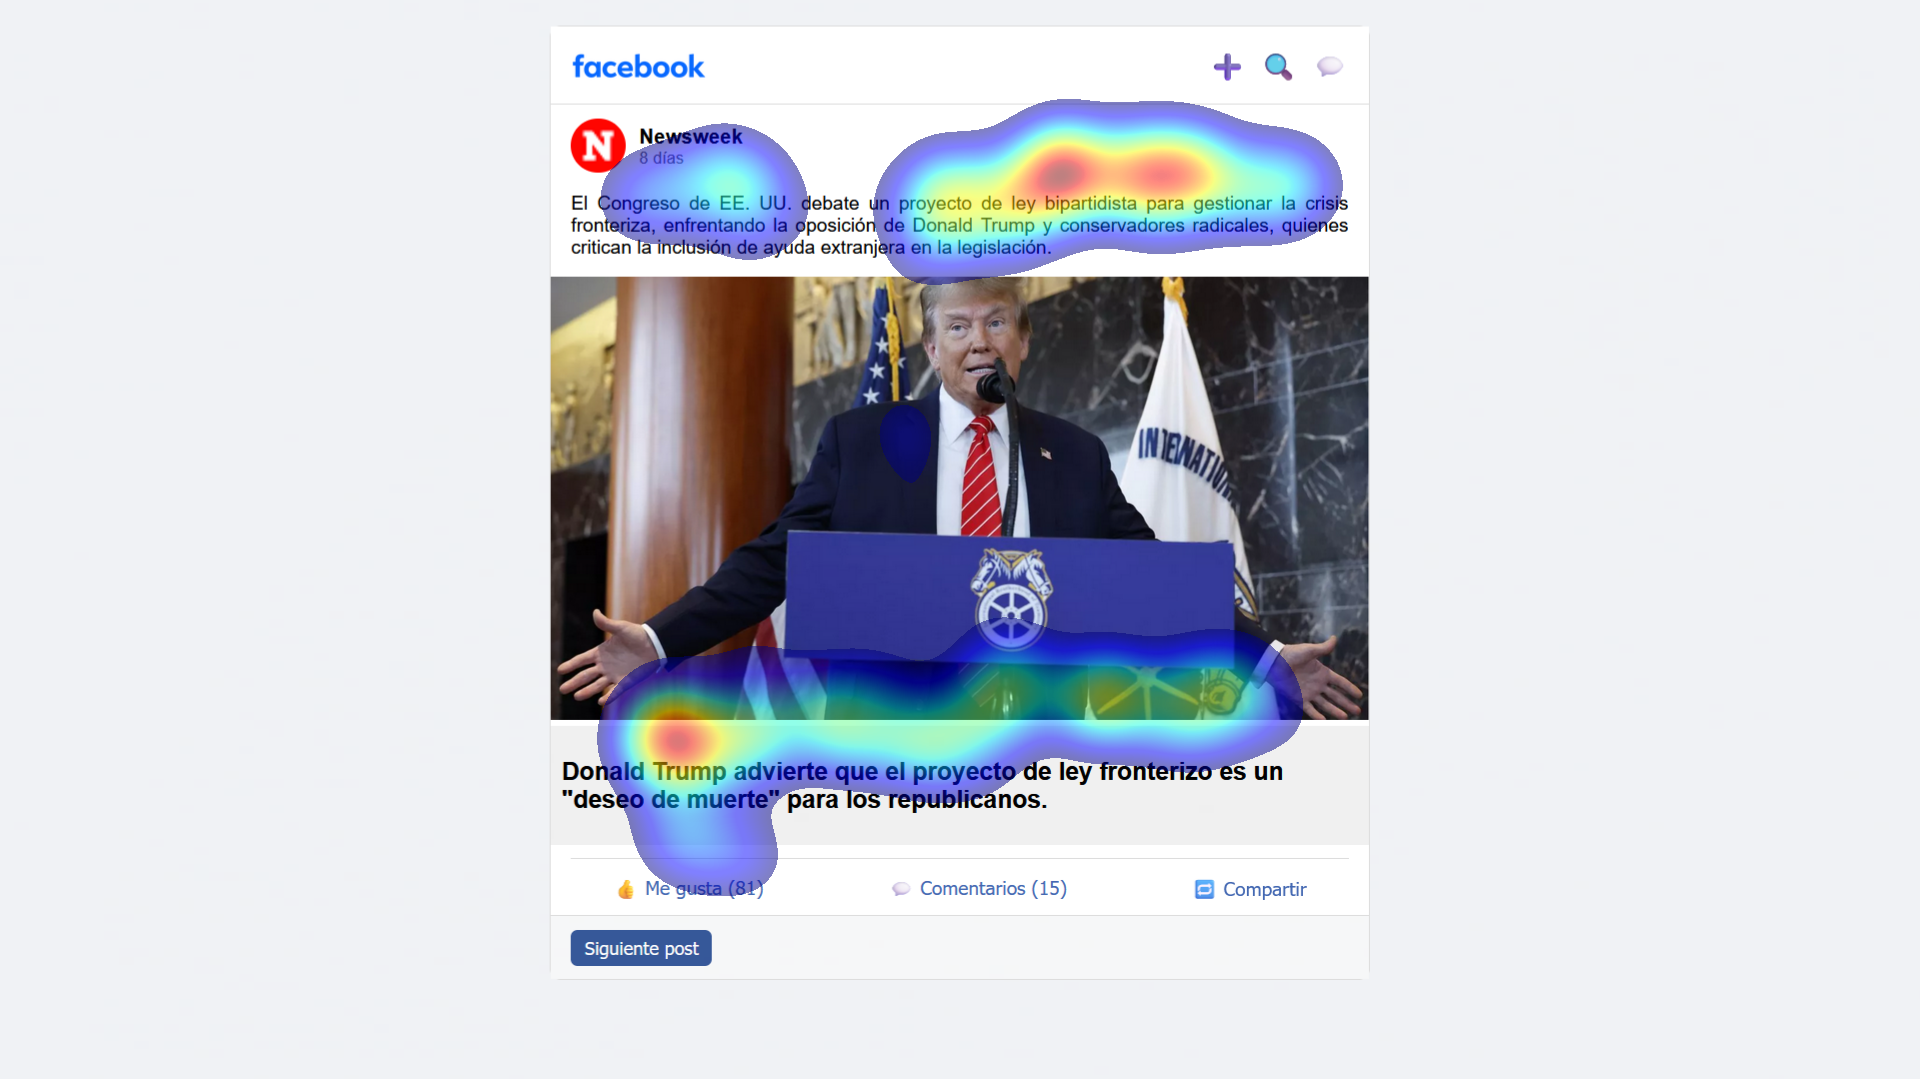 facebook
Newsweek
8 días
El Congreso de EE. UU. debate un proyecto de ley bipartidista para gestionar la crisis
fronteriza, enfrentando la oposición de Donald Trump y conservadores radicales, quienes
critican la inclusión de ayuda extranjera en la legislación.
Donald Trump advierte que el proyecto de ley fronterizo es un
"deseo de muerte" para los republicanos.
Me gusta (81)
Comentarios (15)
Compartir
Siguiente post